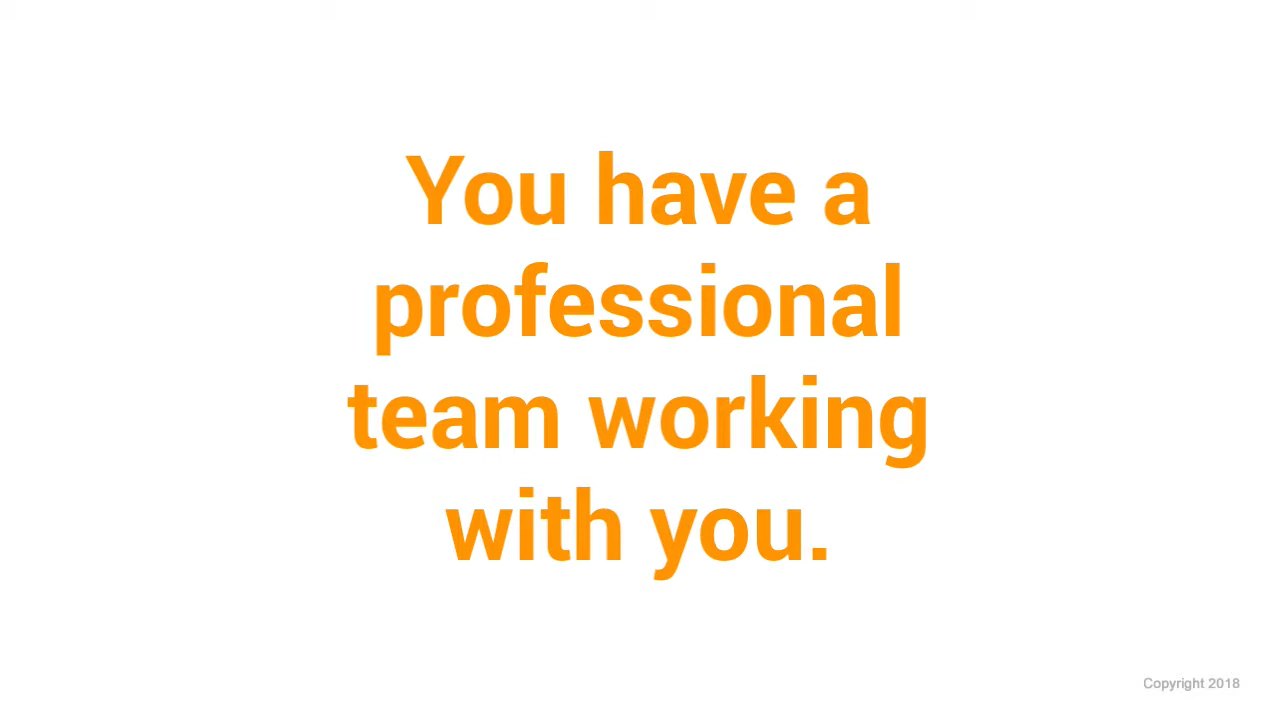 You have a
professional
team working
with you.
Copyright 2018